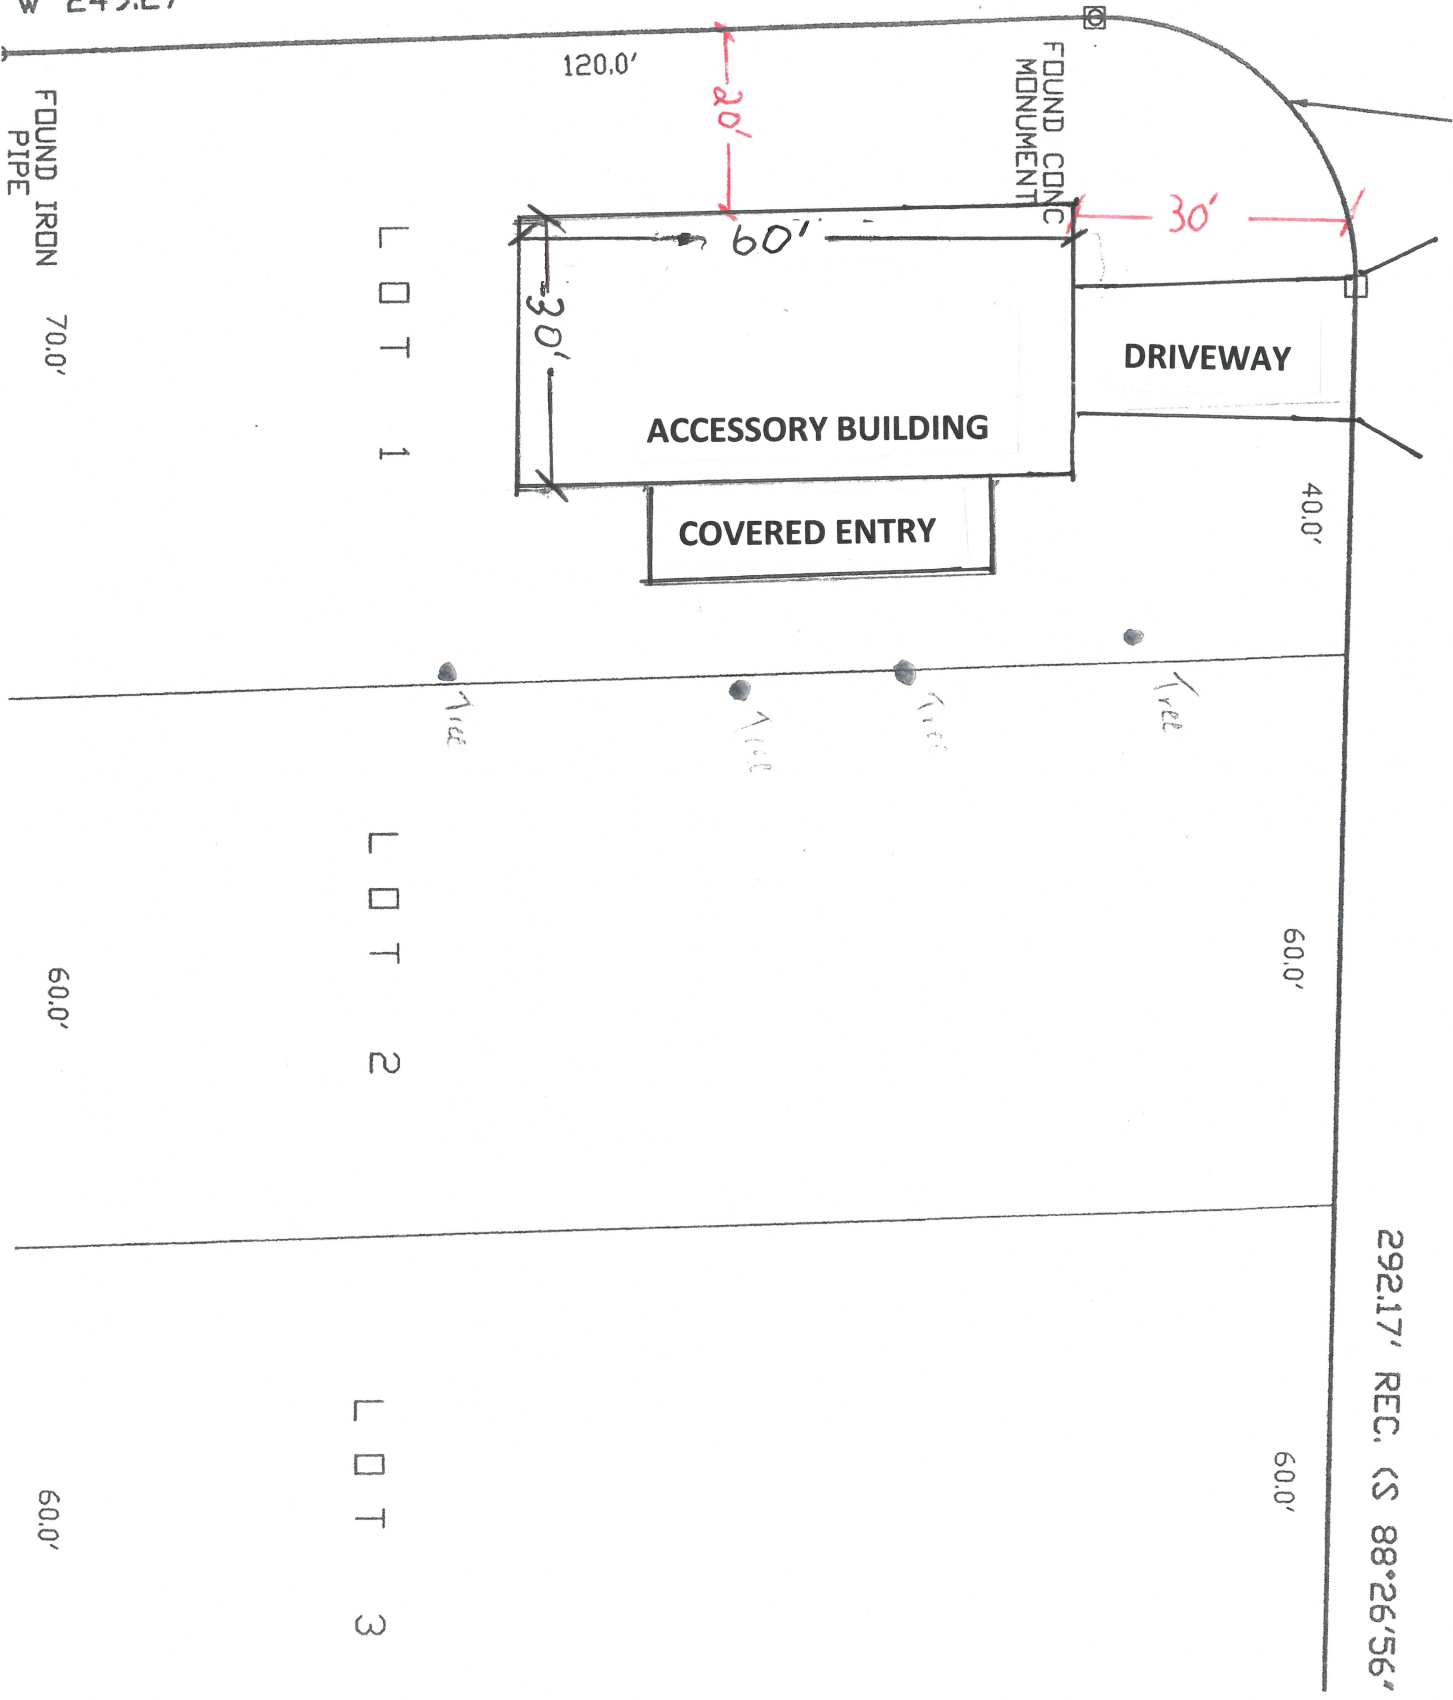 120.0'
20'
FOUND CONC
MONUMENT
30'
FOUND IRON
PIPE
70.0'
LOT 1
60'
30'
DRIVEWAY
ACCESSORY BUILDING
COVERED ENTRY
40.0'
Tree
Tree
Tree
Tree
LOT 2
60.0'
60.0'
292.17' REC. (S 88°26'56"
LOT 3
60.0'
60.0'